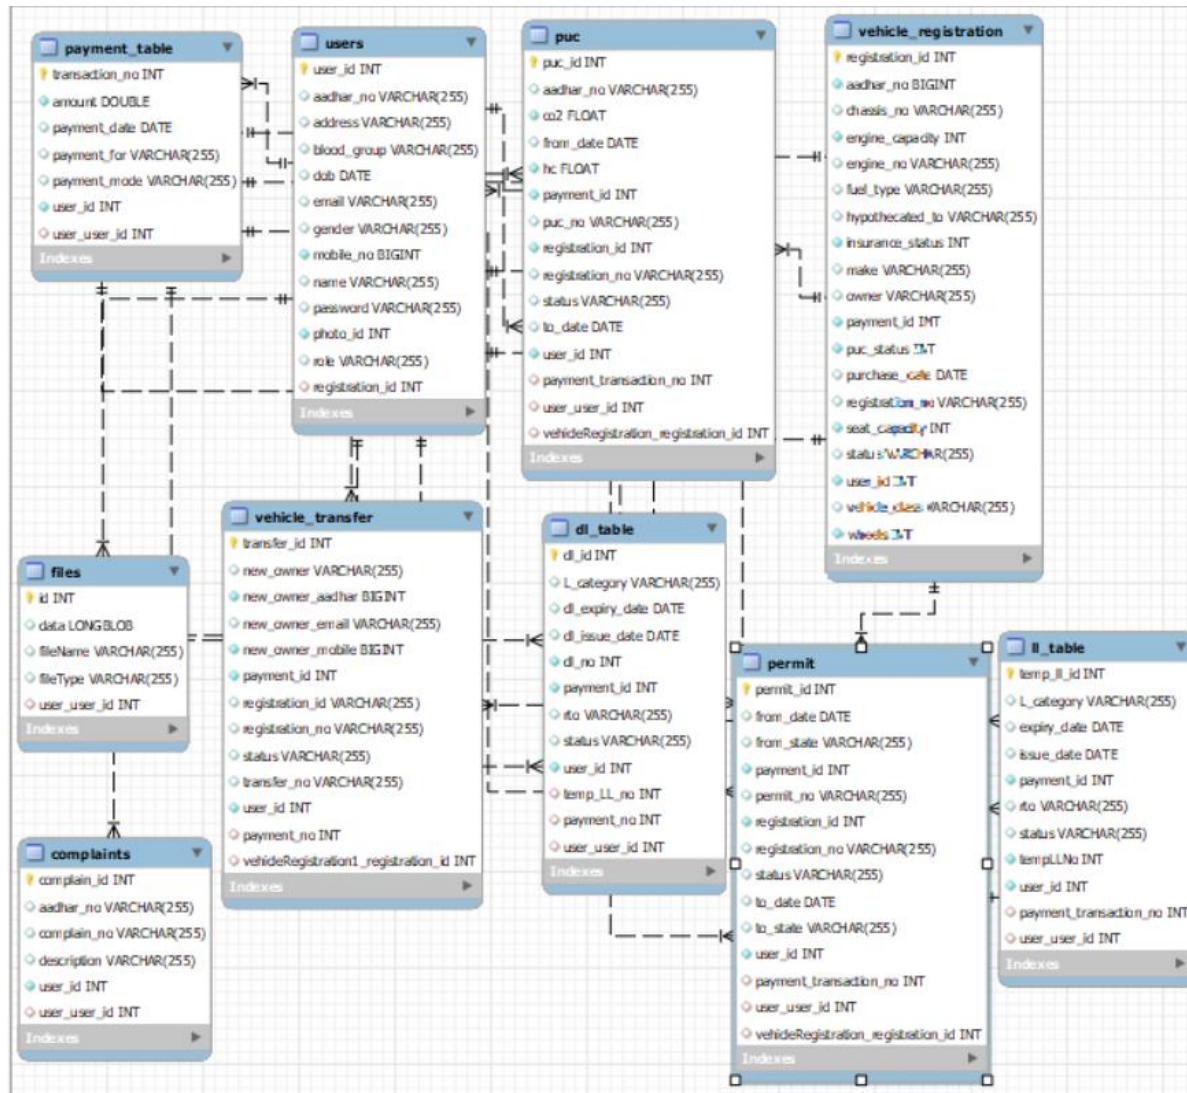 payment_table
transaction_no INT
amount DOUBLE
payment_date DATE
payment_for VARCHAR(255)
payment_mode VARCHAR(255)
user_id INT
user_user_id INT
Indexes
users
user_id INT
aadhar_no VARCHAR(255)
address VARCHAR(255)
blood_group VARCHAR(255)
dob DATE
email VARCHAR(255)
gender VARCHAR(255)
mobile_no BIGINT
name VARCHAR(255)
password VARCHAR(255)
photo_id INT
role VARCHAR(255)
registration_id INT
Indexes
puc
puc_id INT
aadhar_no VARCHAR(255)
co2 FLOAT
from_date DATE
hc FLOAT
payment_id INT
puc_no VARCHAR(255)
registration_id INT
registration_no VARCHAR(255)
status VARCHAR(255)
to_date DATE
user_id INT
payment_transaction_no INT
user_user_id INT
vehicleRegistration_registration_id INT
Indexes
vehicle_registration
registration_id INT
aadhar_no BIGINT
chassis_no VARCHAR(255)
engine_capacity INT
engine_no VARCHAR(255)
fuel_type VARCHAR(255)
hypothecated_to VARCHAR(255)
insurance_status INT
make VARCHAR(255)
owner VARCHAR(255)
payment_id INT
puc_status INT
purchase_date DATE
registration_no VARCHAR(255)
seat_capacity INT
status VARCHAR(255)
user_id INT
vehicle_class VARCHAR(255)
wheels INT
Indexes
files
id INT
data LONGBLOB
fileName VARCHAR(255)
fileType VARCHAR(255)
user_user_id INT
Indexes
vehicle_transfer
transfer_id INT
new_owner VARCHAR(255)
new_owner_aadhar BIGINT
new_owner_email VARCHAR(255)
new_owner_mobile BIGINT
payment_id INT
registration_id VARCHAR(255)
registration_no VARCHAR(255)
status VARCHAR(255)
transfer_no VARCHAR(255)
user_id INT
payment_no INT
vehicleRegistration1_registration_id INT
Indexes
dl_table
dl_id INT
L_category VARCHAR(255)
dl_expiry_date DATE
dl_issue_date DATE
dl_no INT
payment_id INT
rto VARCHAR(255)
status VARCHAR(255)
user_id INT
temp_LL_no INT
payment_no INT
user_user_id INT
Indexes
permit
permit_id INT
from_date DATE
from_state VARCHAR(255)
payment_id INT
permit_no VARCHAR(255)
registration_id INT
registration_no VARCHAR(255)
status VARCHAR(255)
to_date DATE
to_state VARCHAR(255)
user_id INT
payment_transaction_no INT
user_user_id INT
vehicleRegistration_registration_id INT
Indexes
ll_table
temp_ll_id INT
L_category VARCHAR(255)
expiry_date DATE
issue_date DATE
payment_id INT
rto VARCHAR(255)
status VARCHAR(255)
tempLLNo INT
user_id INT
payment_transaction_no INT
user_user_id INT
Indexes
complaints
complain_id INT
aadhar_no VARCHAR(255)
complain_no VARCHAR(255)
description VARCHAR(255)
user_id INT
user_user_id INT
Indexes